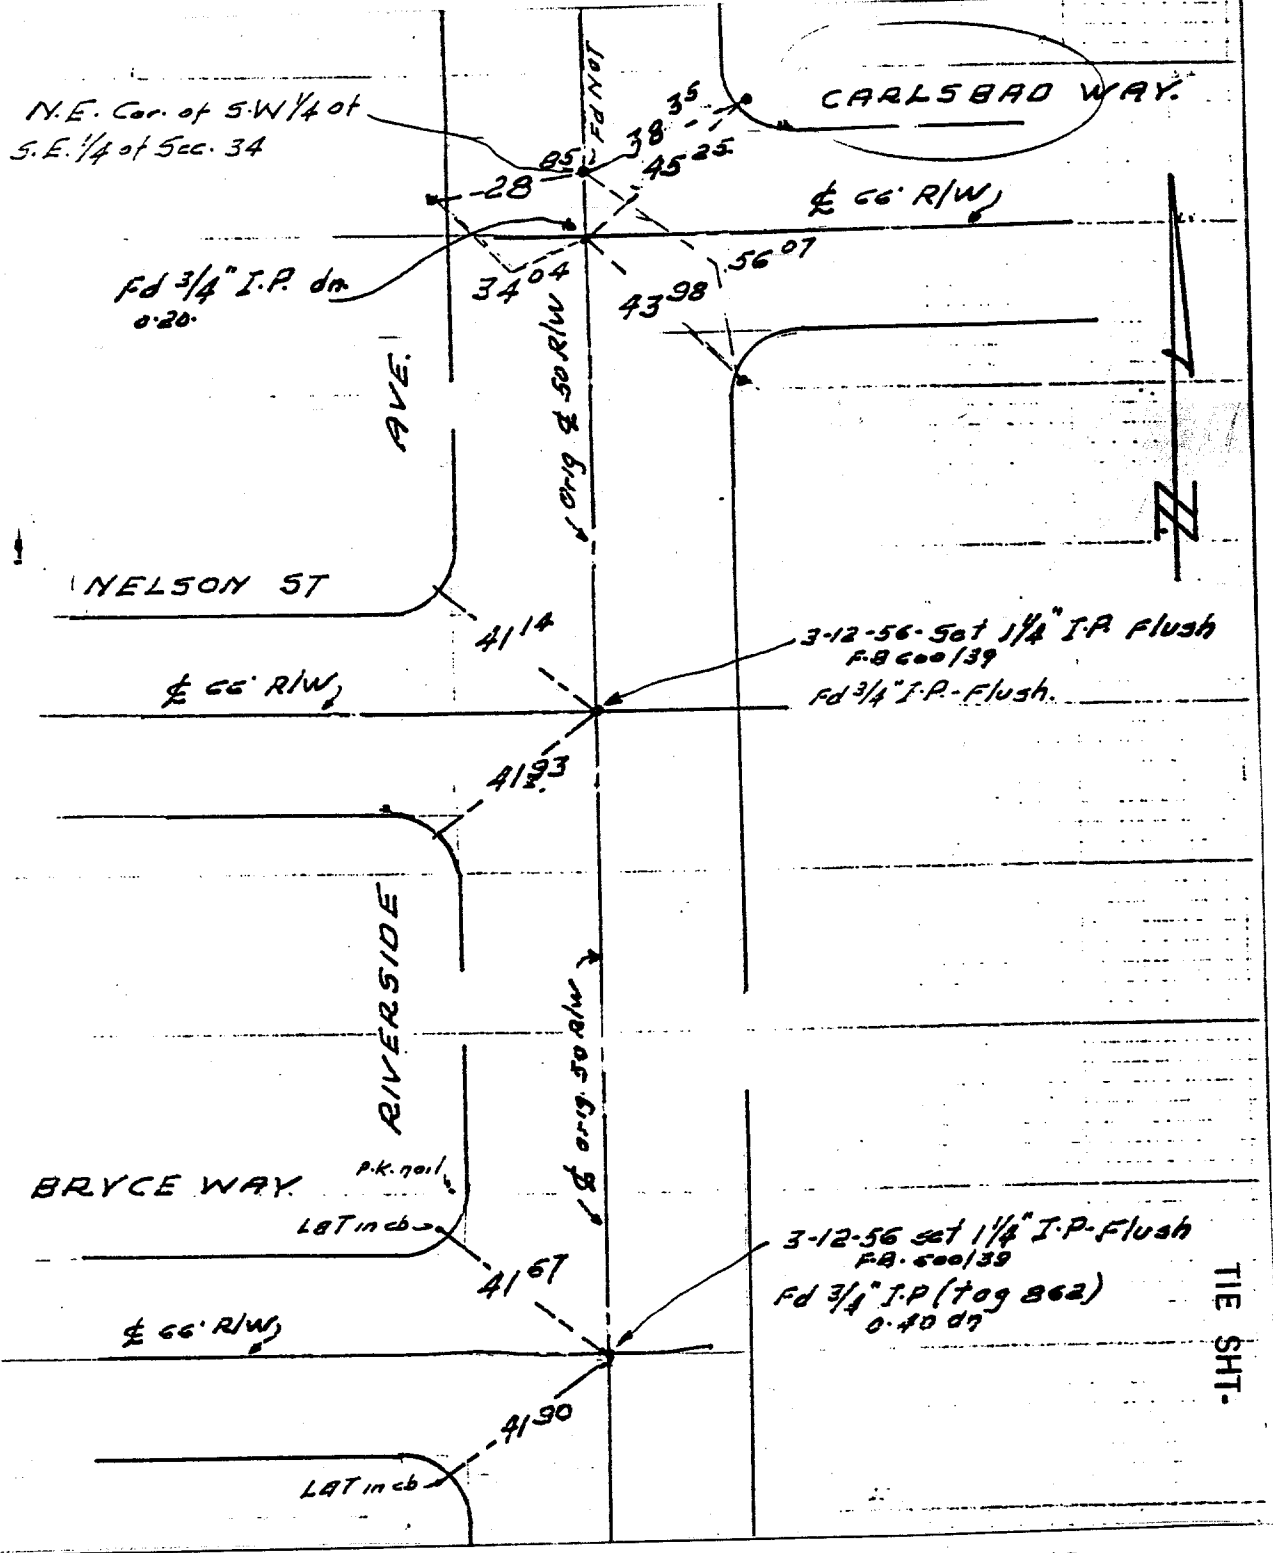 CARLSBAD WAY.
N.E. Cor. of S.W 1/4 of
S.E. 1/4 of Sec. 34
Fd NOT
38 35
45 25
28 85
℄ 66' R/W
Fd 3/4" I.P. dn.
0.20.
34 04
43 98
56 07
Orig ℄ 50 R/W
AVE.
NELSON ST
41 14
3-12-56- Set 1 1/4" I.P. Flush
F.B 600/39
Fd 3/4" I.P.- Flush.
℄ 66' R/W
41 93
RIVERSIDE
℄ orig. 50 R/W
BRYCE WAY.
P.K. nail
L&T in cb
41 67
3-12-56 set 1 1/4" I.P- Flush
F.B. 600/39
Fd 3/4" I.P (tag 862)
0.40 dn
℄ 66' R/W
41 90
L&T in cb
N
TIE SHT-